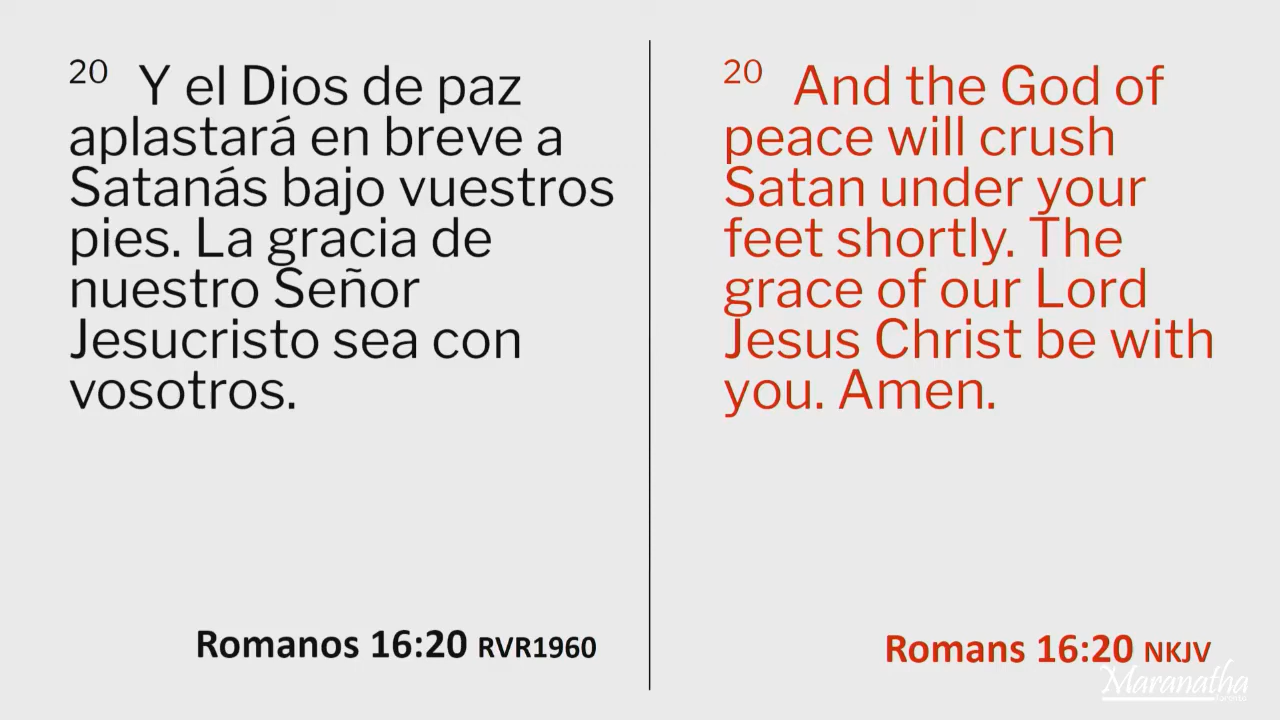 20 Y el Dios de paz
aplastará en breve a
Satanás bajo vuestros
pies. La gracia de
nuestro Señor
Jesucristo sea con
vosotros.
Romanos 16:20 RVR1960
20 And the God of
peace will crush
Satan under your
feet shortly. The
grace of our Lord
Jesus Christ be with
you. Amen.
Romans 16:20 NKJV
Maranatha